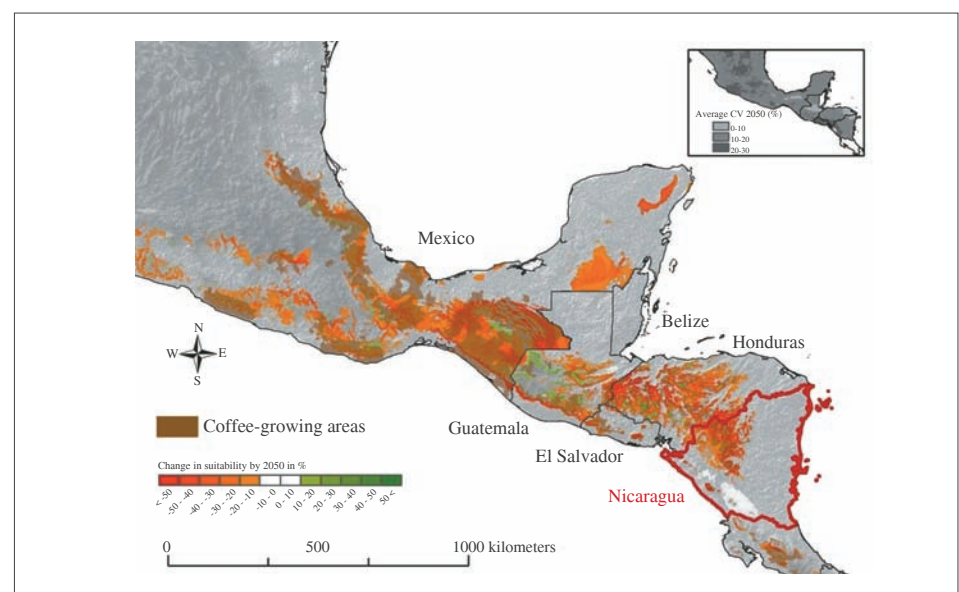 Average CV 2050 (%)
0-10
10-20
20-30
Mexico
Belize
Honduras
N
W E
S
Coffee-growing areas
Guatemala
El Salvador
Nicaragua
Change in suitability by 2050 in %
< -50
-50 - -40
-40 - -30
-30 - -20
-20 - -10
-10 - 0
0 - 10
10 - 20
20 - 30
30 - 40
40 - 50
50 <
0 500 1000 kilometers